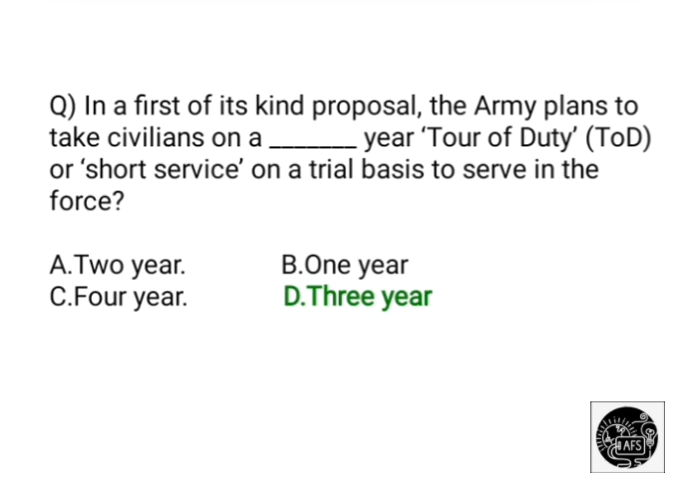 Q) In a first of its kind proposal, the Army plans to
take civilians on a _______ year ‘Tour of Duty’ (ToD)
or ‘short service’ on a trial basis to serve in the
force?
A.Two year. B.One year
C.Four year. D.Three year
AFS